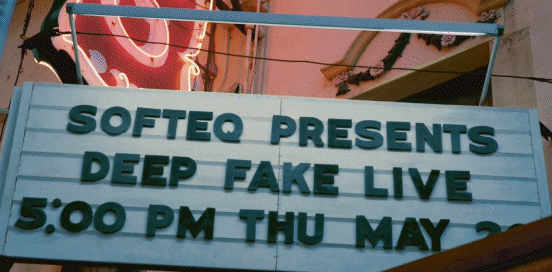 SOFTEQ PRESENTS
DEEP FAKE LIVE
5:00 PM THU MAY